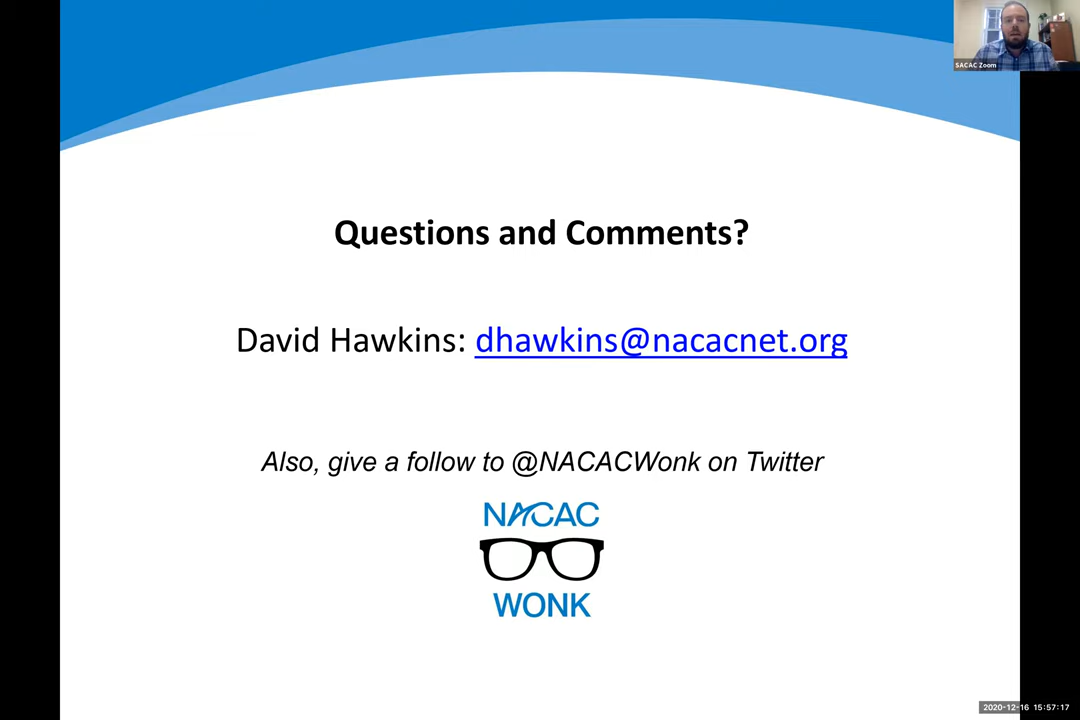 SACAC Zoom
Questions and Comments?
David Hawkins: dhawkins@nacacnet.org
Also, give a follow to @NACACWonk on Twitter
NACAC
WONK
2020-12-16 15:57:17